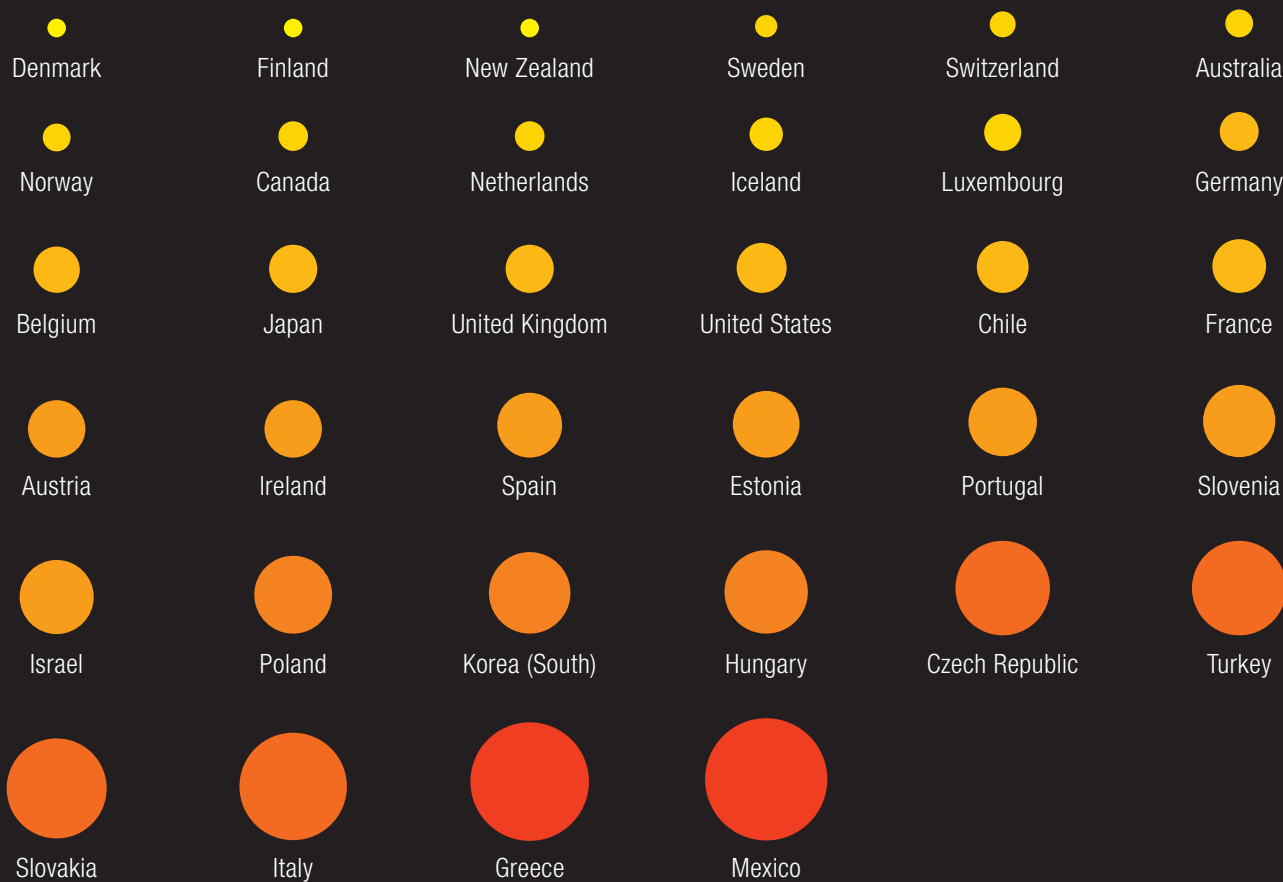 Denmark
Finland
New Zealand
Sweden
Switzerland
Australia
Norway
Canada
Netherlands
Iceland
Luxembourg
Germany
Belgium
Japan
United Kingdom
United States
Chile
France
Austria
Ireland
Spain
Estonia
Portugal
Slovenia
Israel
Poland
Korea (South)
Hungary
Czech Republic
Turkey
Slovakia
Italy
Greece
Mexico